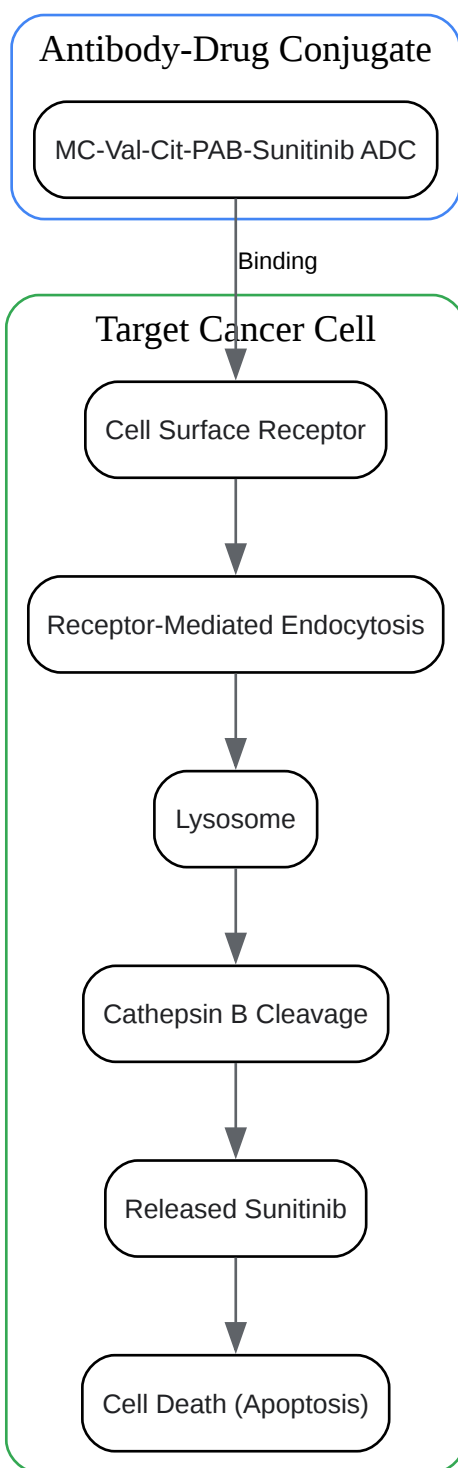 Antibody-Drug Conjugate
MC-Val-Cit-PAB-Sunitinib ADC
Binding
Target Cancer Cell
Cell Surface Receptor
Receptor-Mediated Endocytosis
Lysosome
Cathepsin B Cleavage
Released Sunitinib
Cell Death (Apoptosis)